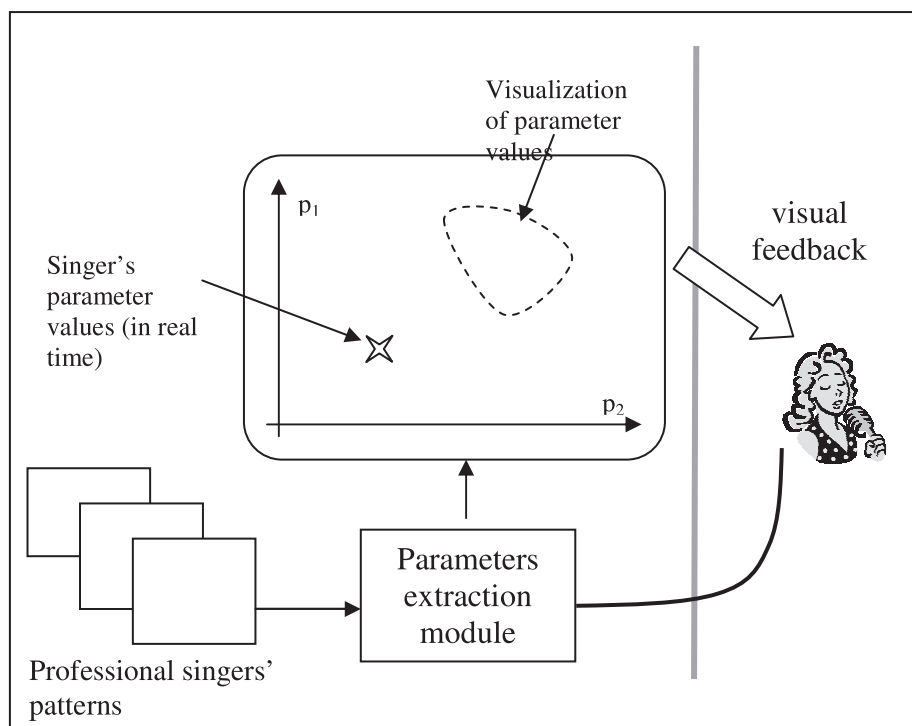 Visualization
of parameter
values
p₁
visual
feedback
Singer’s
parameter
values (in real
time)
p₂
Parameters
extraction
module
Professional singers’
patterns